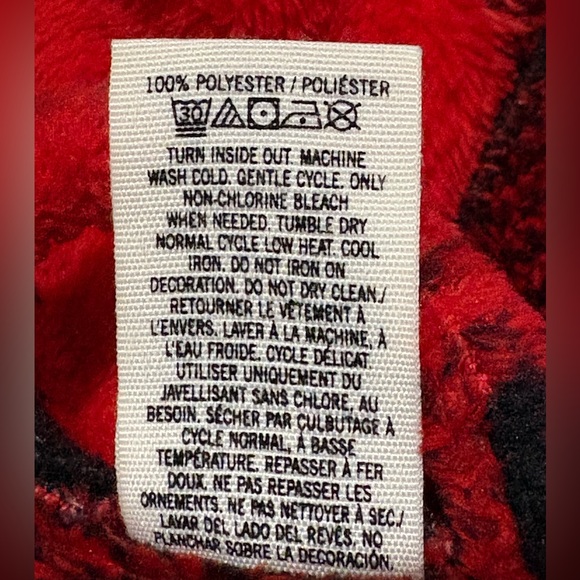 100% POLYESTER / POLIÉSTER
30
TURN INSIDE OUT. MACHINE
WASH COLD. GENTLE CYCLE. ONLY
NON-CHLORINE BLEACH
WHEN NEEDED. TUMBLE DRY
NORMAL CYCLE LOW HEAT. COOL
IRON. DO NOT IRON ON
DECORATION. DO NOT DRY CLEAN./
RETOURNER LE VÊTEMENT À
L'ENVERS. LAVER À LA MACHINE, À
L'EAU FROIDE. CYCLE DÉLICAT
UTILISER UNIQUEMENT DU
JAVELLISANT SANS CHLORE, AU
BESOIN. SÉCHER PAR CULBUTAGE À
CYCLE NORMAL, À BASSE
TEMPÉRATURE. REPASSER À FER
DOUX. NE PAS REPASSER LES
ORNEMENTS. NE PAS NETTOYER À SEC./
LAVAR DEL LADO DEL REVÉS. NO
PLANCHAR SOBRE LA DECORACIÓN.